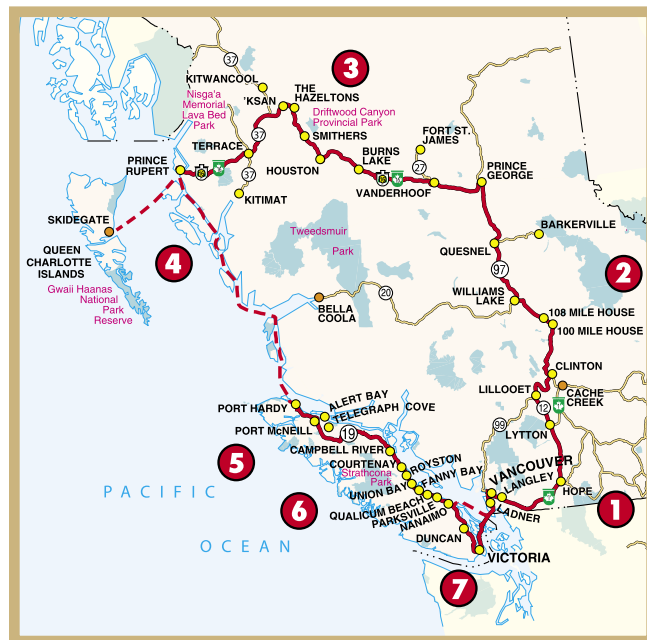 37
3
KITWANCOOL
THE
HAZELTONS
'KSAN
Nisga'a
Memorial
Lava Bed
Park
Driftwood Canyon
Provincial Park
37
SMITHERS
TERRACE
BURNS
LAKE
FORT ST.
JAMES
PRINCE
RUPERT
HOUSTON
27
PRINCE
GEORGE
37
VANDERHOOF
KITIMAT
SKIDEGATE
BARKERVILLE
Tweedsmuir
Park
QUEEN
CHARLOTTE
ISLANDS
QUESNEL
4
97
2
Gwaii Haanas
National
Park
Reserve
WILLIAMS
LAKE
20
BELLA
COOLA
108 MILE HOUSE
100 MILE HOUSE
CLINTON
LILLOOET
CACHE
CREEK
ALERT BAY
PORT HARDY
TELEGRAPH COVE
12
PORT McNEILL
19
99
LYTTON
CAMPBELL RIVER
5
COURTENAY
ROYSTON
VANCOUVER
Strathcona
Park
FANNY BAY
LANGLEY
UNION BAY
HOPE
PACIFIC
6
QUALICUM BEACH
PARKSVILLE
LADNER
1
NANAIMO
OCEAN
DUNCAN
VICTORIA
7